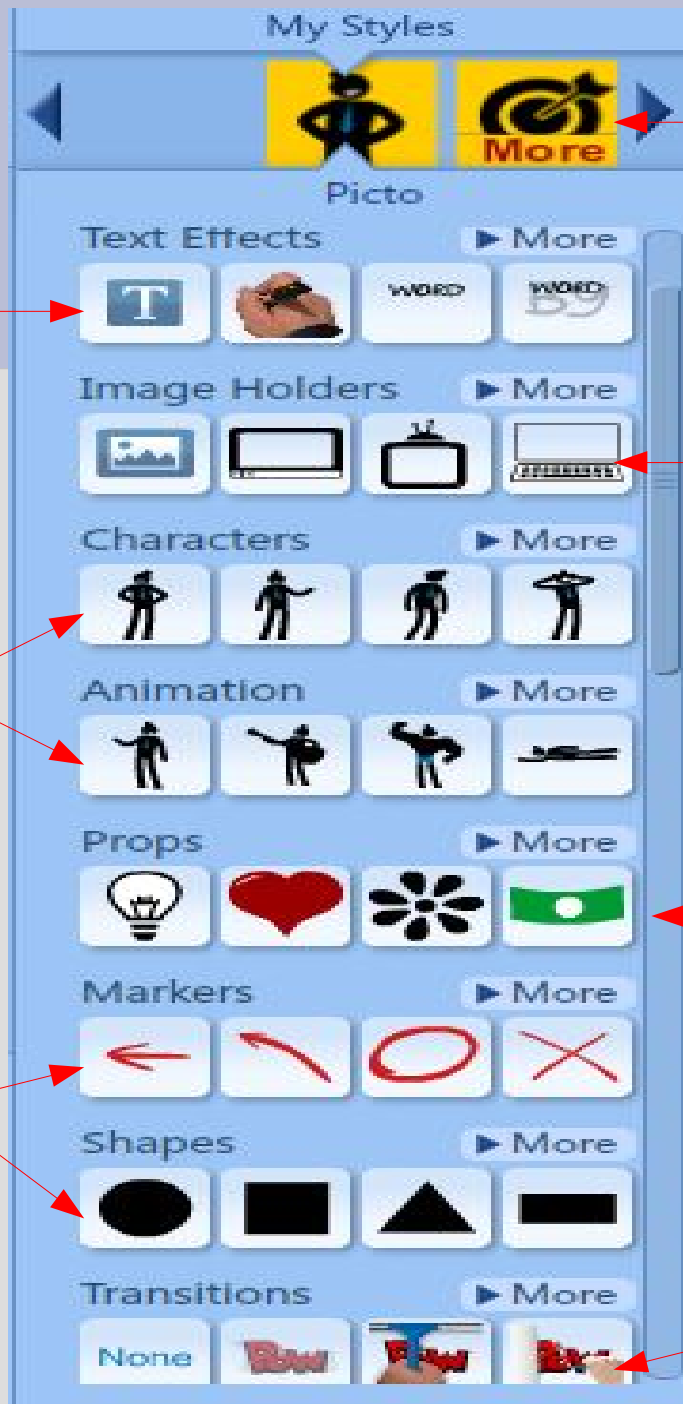 My Styles
More
Picto
Text Effects ▶ More
T WORD WORD
Image Holders ▶ More
Characters ▶ More
Animation ▶ More
Props ▶ More
Markers ▶ More
Shapes ▶ More
Transitions ▶ More
None Pow